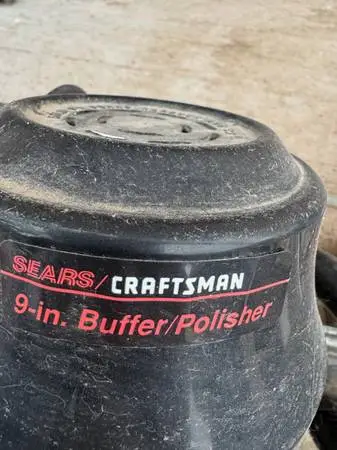 SEARS/CRAFTSMAN
9-in. Buffer/Polisher